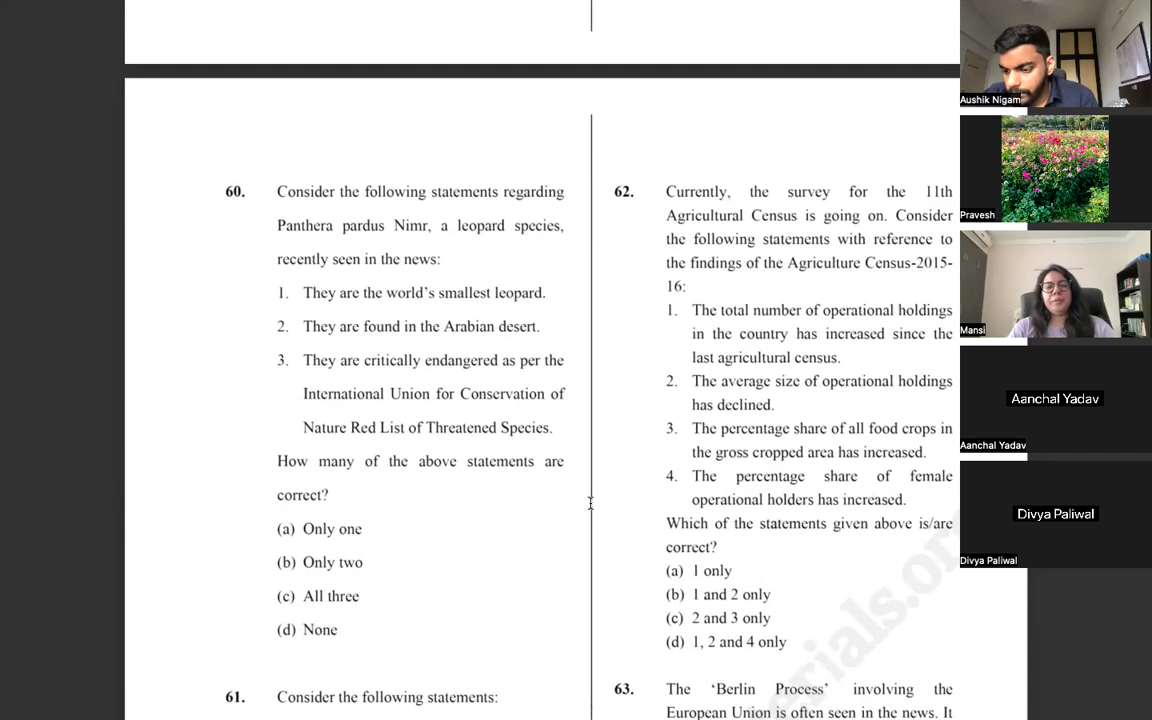 60. Consider the following statements regarding
Panthera pardus Nimr, a leopard species,
recently seen in the news:
1. They are the world's smallest leopard.
2. They are found in the Arabian desert.
3. They are critically endangered as per the
International Union for Conservation of
Nature Red List of Threatened Species.
How many of the above statements are
correct?
(a) Only one
(b) Only two
(c) All three
(d) None
61. Consider the following statements:
62. Currently, the survey for the 11th
Agricultural Census is going on. Consider
the following statements with reference to
the findings of the Agriculture Census-2015-
16:
1. The total number of operational holdings
in the country has increased since the
last agricultural census.
2. The average size of operational holdings
has declined.
3. The percentage share of all food crops in
the gross cropped area has increased.
4. The percentage share of female
operational holders has increased.
Which of the statements given above is/are
correct?
(a) 1 only
(b) 1 and 2 only
(c) 2 and 3 only
(d) 1, 2 and 4 only
63. The 'Berlin Process' involving the
European Union is often seen in the news. It
Aushik Nigam
Pravesh
Mansi
Aanchal Yadav
Aanchal Yadav
Divya Paliwal
Divya Paliwal